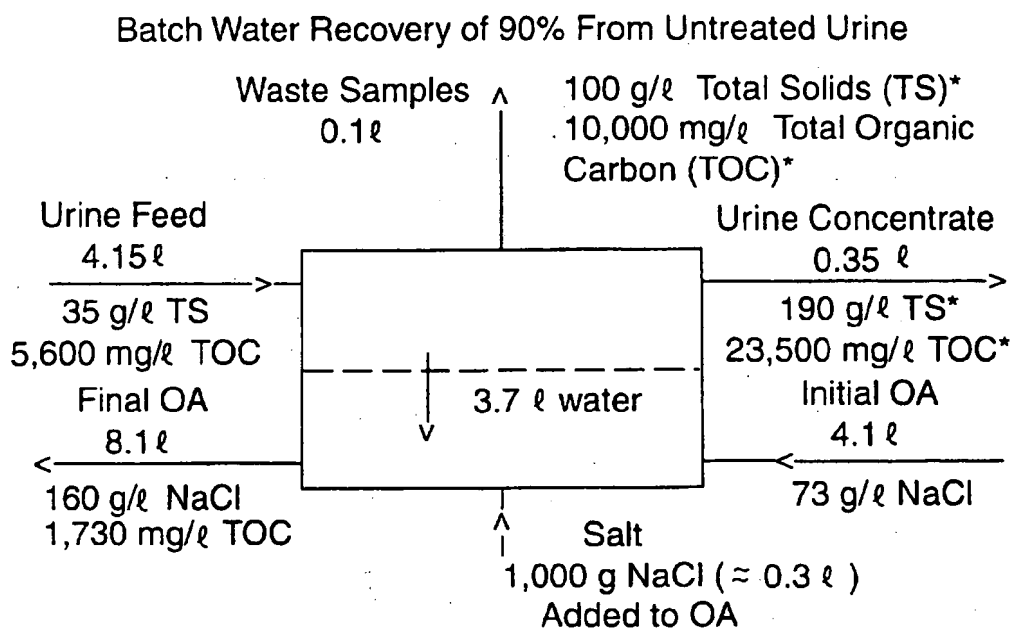 Batch Water Recovery of 90% From Untreated Urine
Waste Samples
0.1ℓ
100 g/ℓ Total Solids (TS)*
10,000 mg/ℓ Total Organic
Carbon (TOC)*
Urine Feed
4.15ℓ
35 g/ℓ TS
5,600 mg/ℓ TOC
Urine Concentrate
0.35 ℓ
190 g/ℓ TS*
23,500 mg/ℓ TOC*
3.7 ℓ water
Final OA
8.1ℓ
160 g/ℓ NaCl
1,730 mg/ℓ TOC
Initial OA
4.1ℓ
73 g/ℓ NaCl
Salt
1,000 g NaCl (≈ 0.3 ℓ)
Added to OA